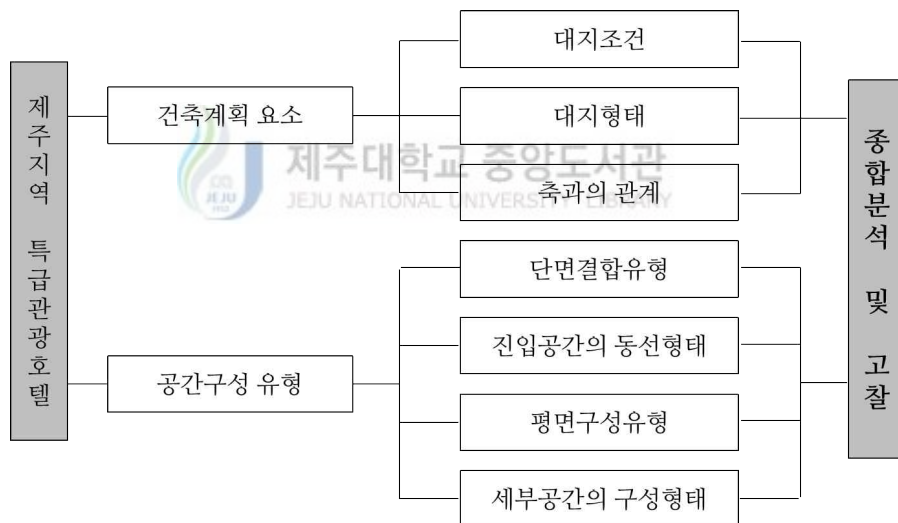 제주지역 특급관광호텔
건축계획 요소
대지조건
대지형태
축과의 관계
공간구성 유형
단면결합유형
진입공간의 동선형태
평면구성유형
세부공간의 구성형태
종합분석 및 고찰
제주대학교 중앙도서관
JEJU NATIONAL UNIVERSITY LIBRARY
JEJU
1952